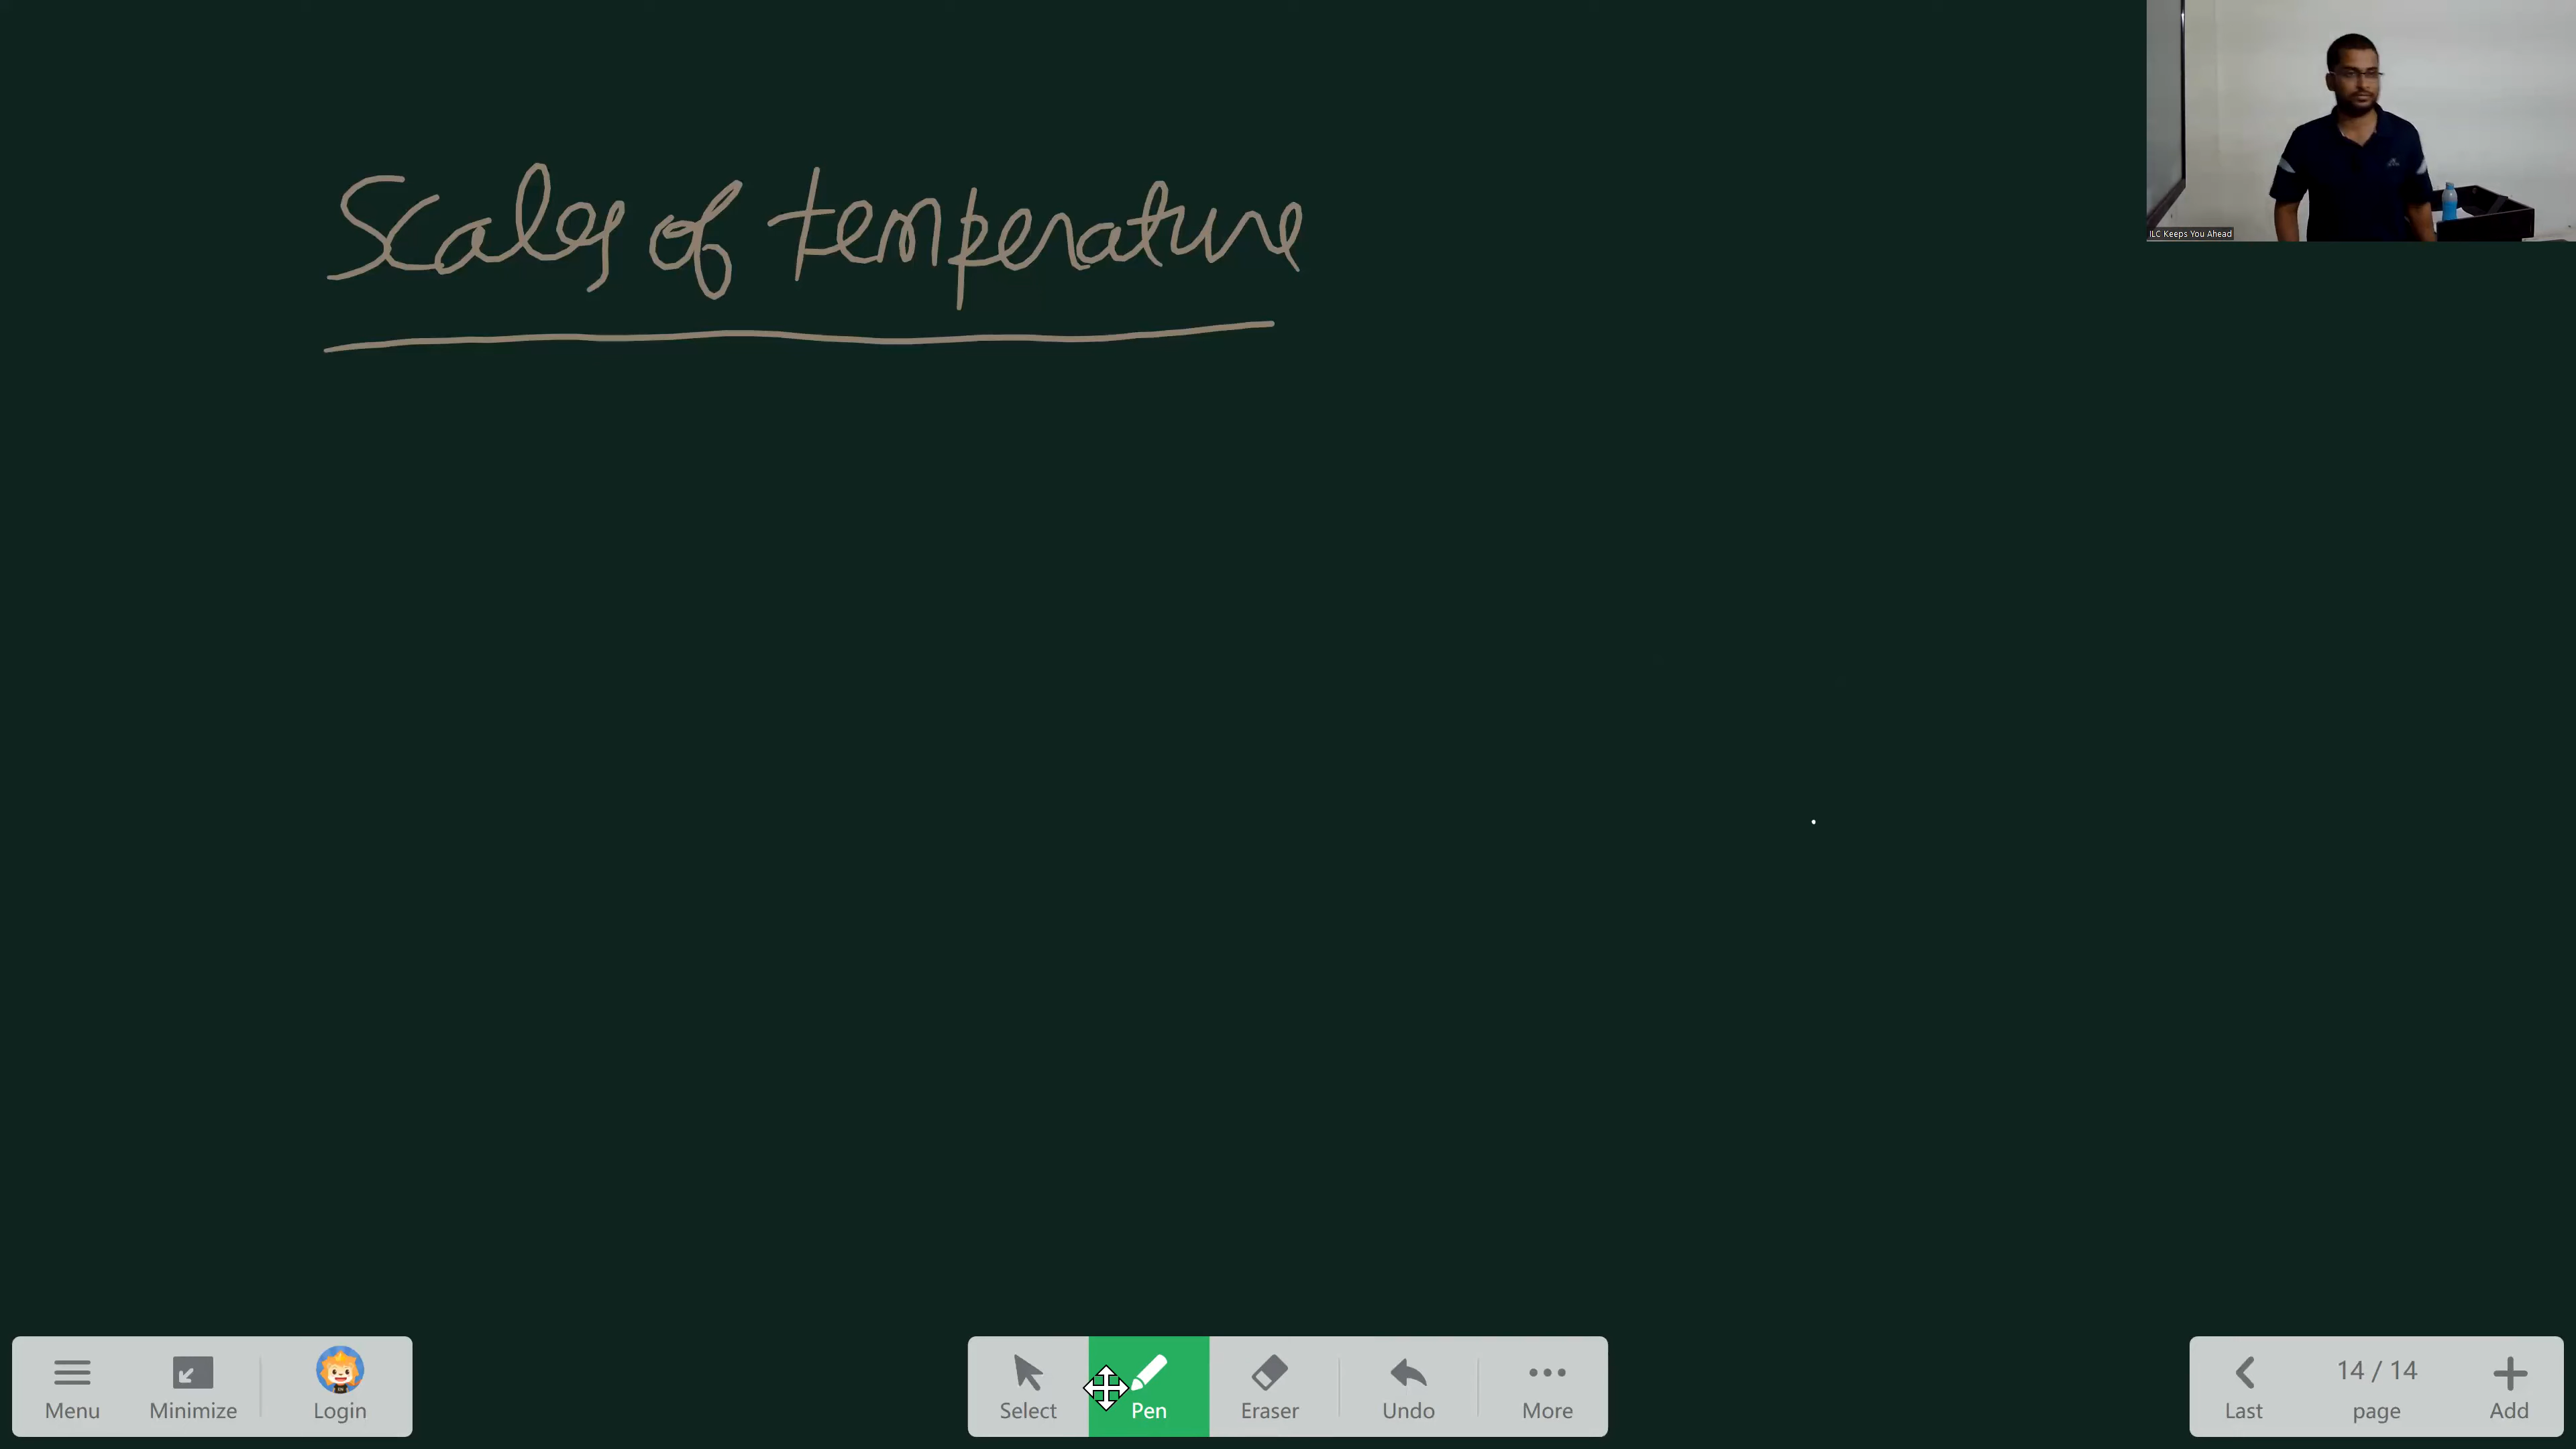 Scales of temperature
ILC Keeps You Ahead
Menu
Minimize
Login
Select
Pen
Eraser
Undo
More
Last
14 / 14
page
Add